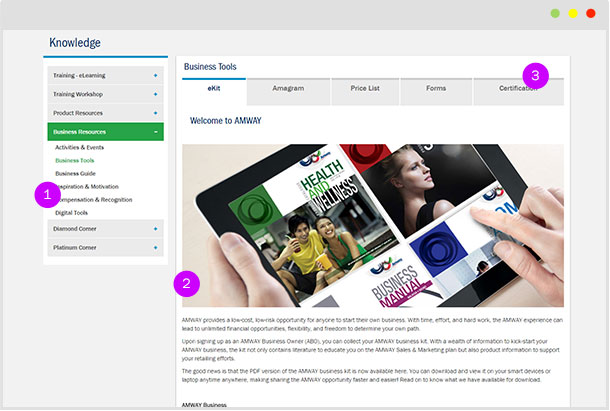 Knowledge
Training - eLearning +
Training Workshop +
Product Resources +
Business Resources -
Activities & Events
Business Tools
Business Guide
1
Inspiration & Motivation
Compensation & Recognition
Digital Tools
Diamond Corner +
Platinum Corner +
Business Tools
3
eKit Amagram Price List Forms Certification
Welcome to AMWAY
HEALTH
AND
WELLNESS
BUSINESS
MANUAL
2
AMWAY provides a low-cost, low-risk opportunity for anyone to start their own business. With time, effort, and hard work, the AMWAY experience can
lead to unlimited financial opportunities, flexibility, and freedom to determine your own path.
Upon signing up as an AMWAY Business Owner (ABO), you can collect your AMWAY business kit. With a wealth of information to kick-start your
AMWAY business, the kit not only contains literature to educate you on the AMWAY Sales & Marketing plan but also product information to support
your retailing efforts.
The good news is that the PDF version of the AMWAY business kit is now available here. You can download and view it on your smart devices or
laptop anytime anywhere, making sharing the AMWAY opportunity faster and easier! Read on to know what we have available for download.
AMWAY Business